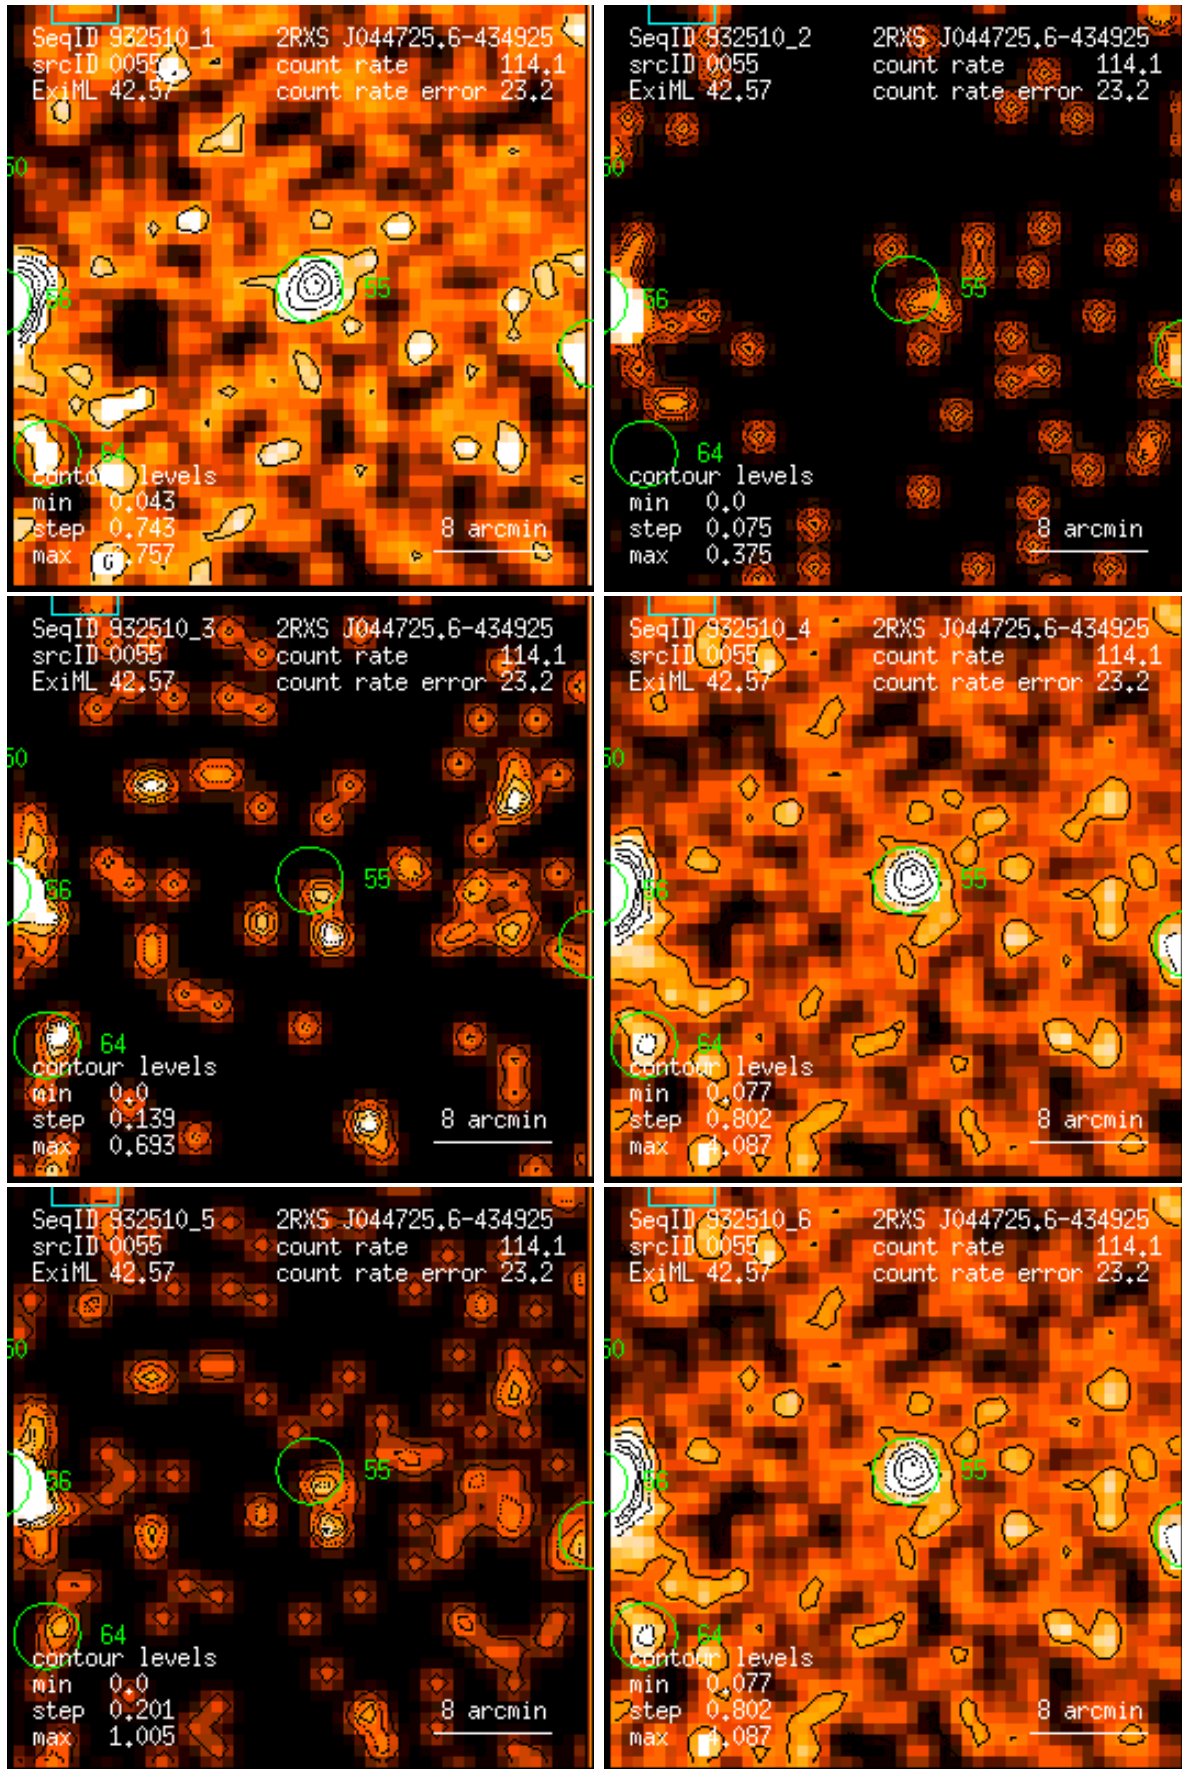 SeqID 932510_1 2RXS J044725.6-434925
srcID 0055 count rate 114.1
ExiML 42.57 count rate error 23.2
50
56
55
64
contour levels
min 0.043
step 0.743
max .757
8 arcmin
SeqID 932510_2 2RXS J044725.6-434925
srcID 0055 count rate 114.1
ExiML 42.57 count rate error 23.2
50
56
55
64
contour levels
min 0.0
step 0.075
max 0.375
8 arcmin
SeqID 932510_3 2RXS J044725.6-434925
srcID 0055 count rate 114.1
ExiML 42.57 count rate error 23.2
50
56
55
64
contour levels
min 0.0
step 0.139
max 0.693
8 arcmin
SeqID 932510_4 2RXS J044725.6-434925
srcID 0055 count rate 114.1
ExiML 42.57 count rate error 23.2
50
56
55
64
contour levels
min 0.077
step 0.802
max 4.087
8 arcmin
SeqID 932510_5 2RXS J044725.6-434925
srcID 0055 count rate 114.1
ExiML 42.57 count rate error 23.2
50
56
55
64
contour levels
min 0.0
step 0.201
max 1.005
8 arcmin
SeqID 932510_6 2RXS J044725.6-434925
srcID 0055 count rate 114.1
ExiML 42.57 count rate error 23.2
50
56
55
64
contour levels
min 0.077
step 0.802
max 4.087
8 arcmin